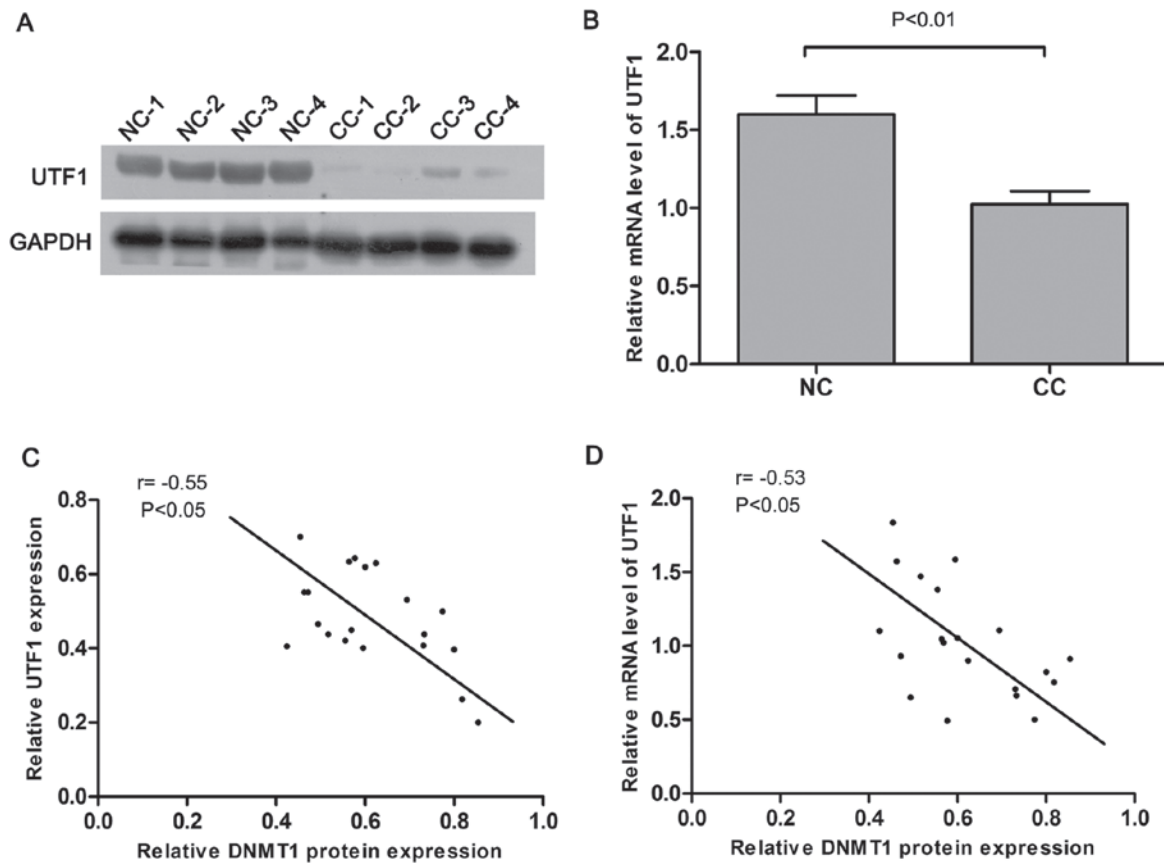 A
NC-1 NC-2 NC-3 NC-4 CC-1 CC-2 CC-3 CC-4
UTF1
GAPDH
B
P<0.01
Relative mRNA level of UTF1
2.0
1.5
1.0
0.5
0.0
NC CC
C
r= -0.55
P<0.05
Relative UTF1 expression
0.8
0.6
0.4
0.2
0.0
0.0 0.2 0.4 0.6 0.8 1.0
Relative DNMT1 protein expression
D
r= -0.53
P<0.05
Relative mRNA level of UTF1
2.0
1.5
1.0
0.5
0.0
0.0 0.2 0.4 0.6 0.8 1.0
Relative DNMT1 protein expression